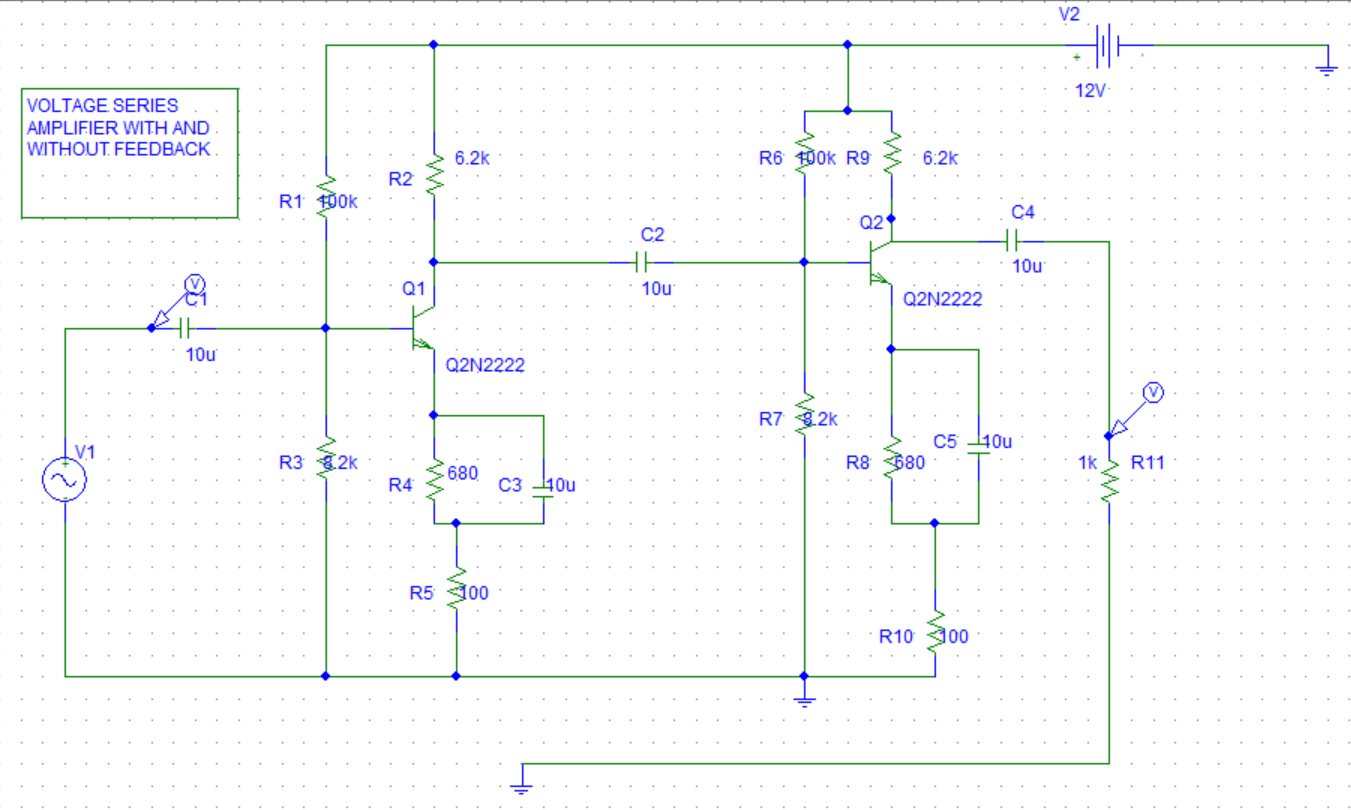 V2
12V
VOLTAGE SERIES
AMPLIFIER WITH AND
WITHOUT FEEDBACK
R1 100k
R2 6.2k
R6 100k
R9 6.2k
Q2
Q2N2222
C4
10u
C2
10u
V
C1
10u
Q1
Q2N2222
V1
R3 8.2k
R4 680
C3 10u
R5 100
R7 8.2k
R8 680
C5 10u
R10 100
V
1k R11